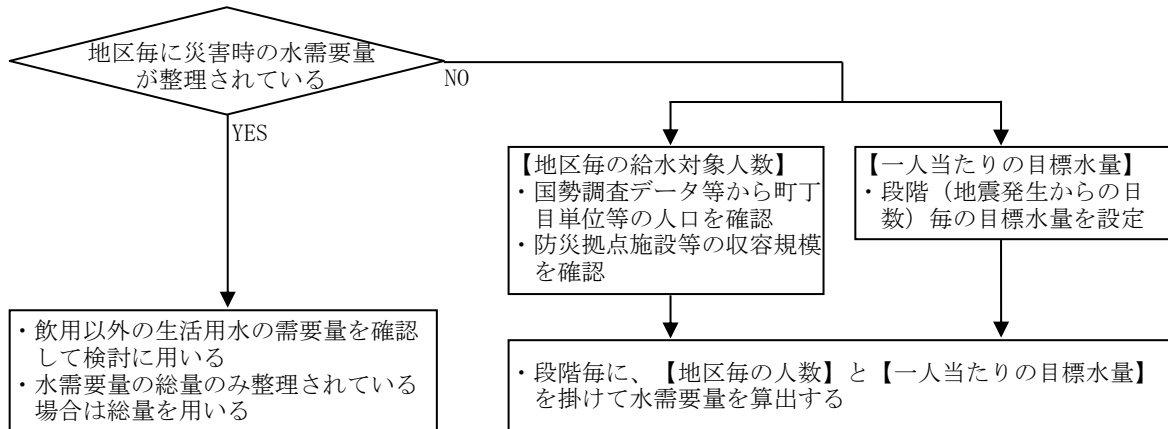 地区毎に災害時の水需要量
が整理されている
NO
YES
【地区毎の給水対象人数】
・国勢調査データ等から町丁
目単位等の人口を確認
・防災拠点施設等の収容規模
を確認
【一人当たりの目標水量】
・段階（地震発生からの日
数）毎の目標水量を設定
・飲用以外の生活用水の需要量を確認
して検討に用いる
・水需要量の総量のみ整理されている
場合は総量を用いる
・段階毎に、【地区毎の人数】と【一人当たりの目標水量】
を掛けて水需要量を算出する